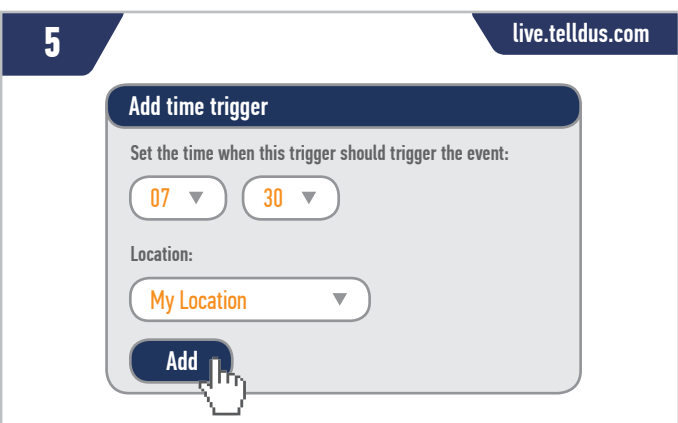 5
live.telldus.com
Add time trigger
Set the time when this trigger should trigger the event:
07 30
Location:
My Location
Add